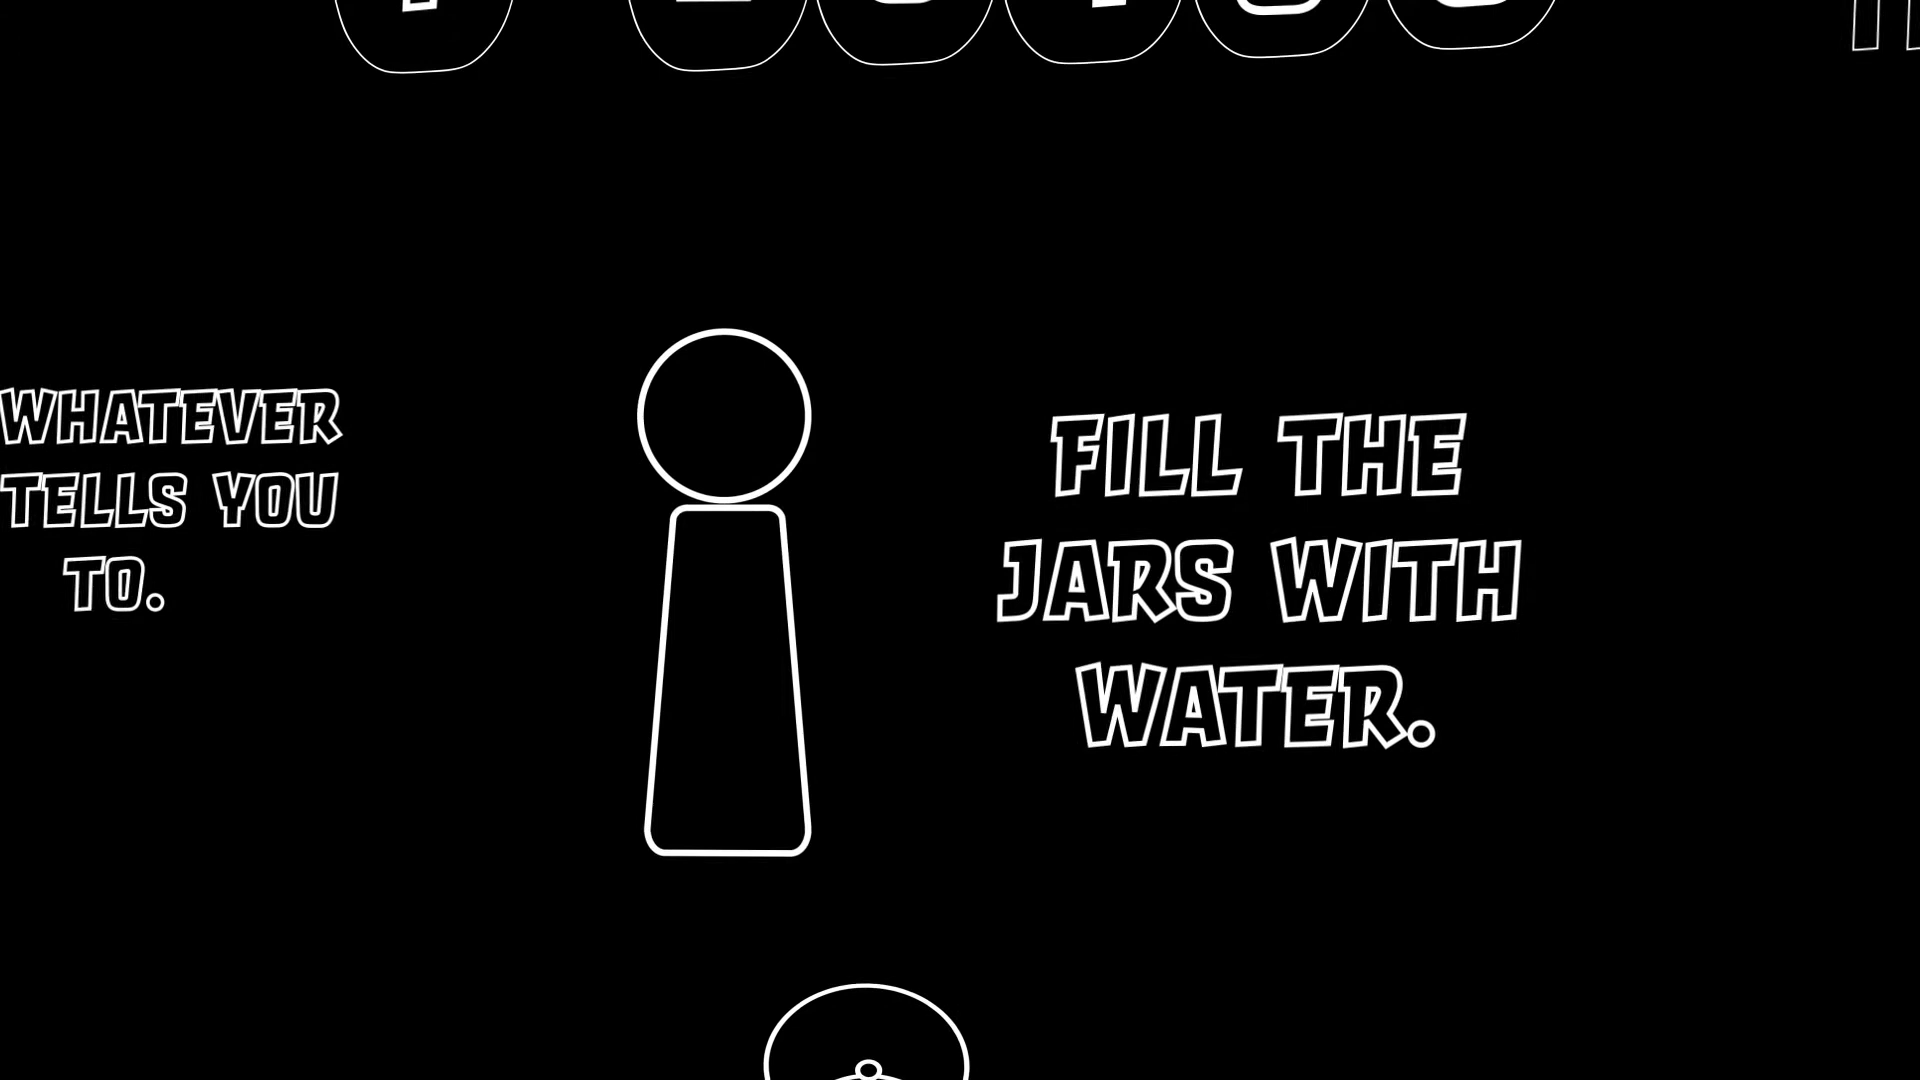 WHATEVER
TELLS YOU
TO.
FILL THE
JARS WITH
WATER.